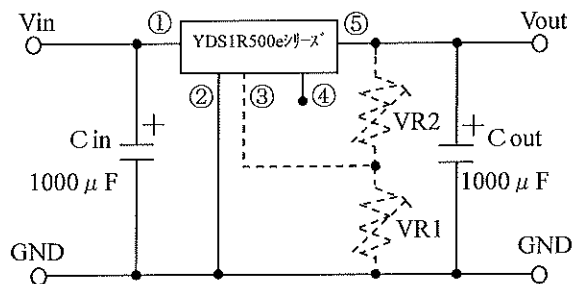 Vin
①
YDS1R500eシリーズ
⑤
Vout
②
③
④
+
C in
1000 μ F
VR2
+
C out
1000 μ F
VR1
GND
GND